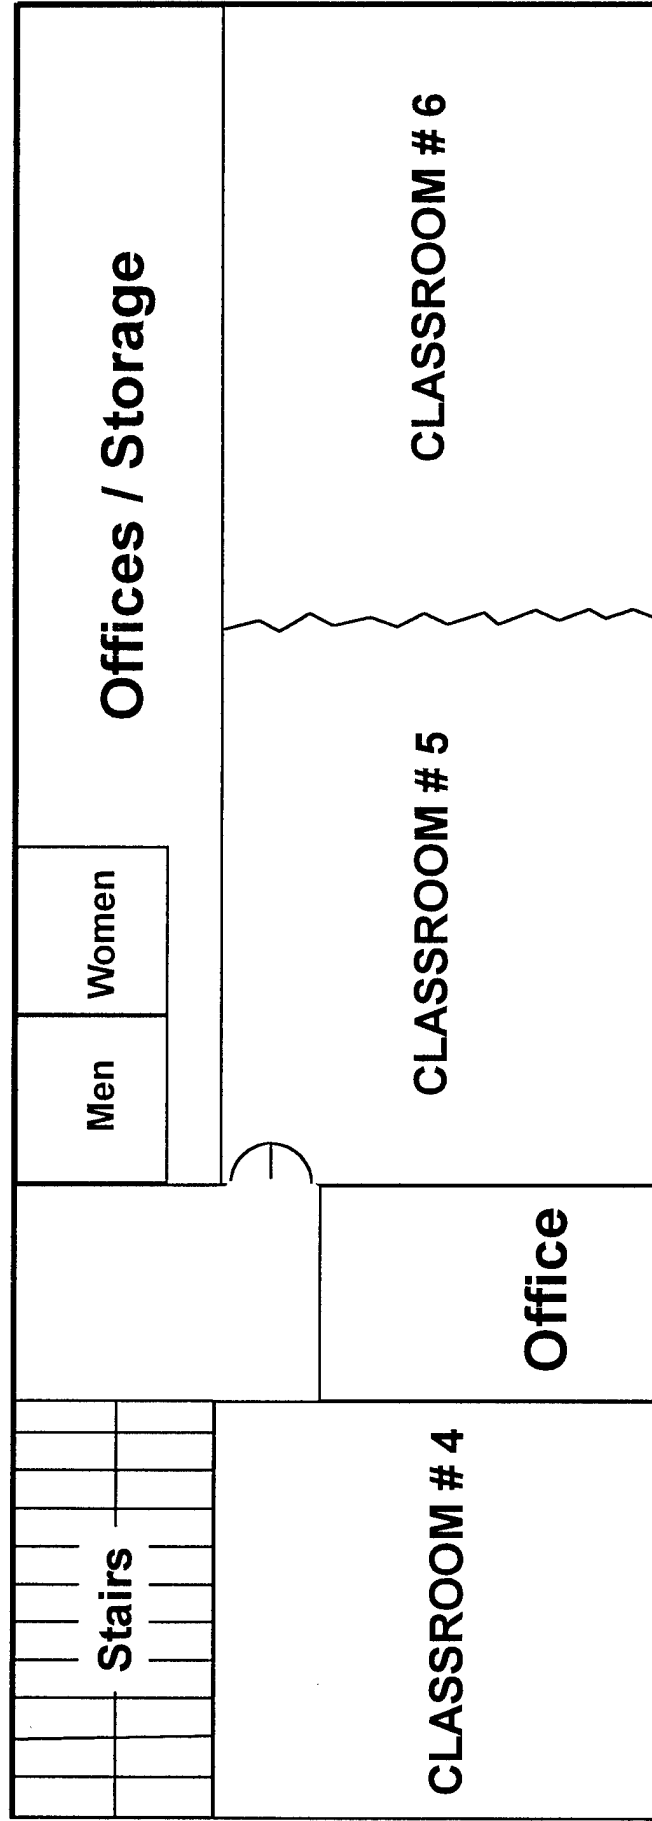 Stairs
Men
Women
Offices / Storage
CLASSROOM # 4
Office
CLASSROOM # 5
CLASSROOM # 6